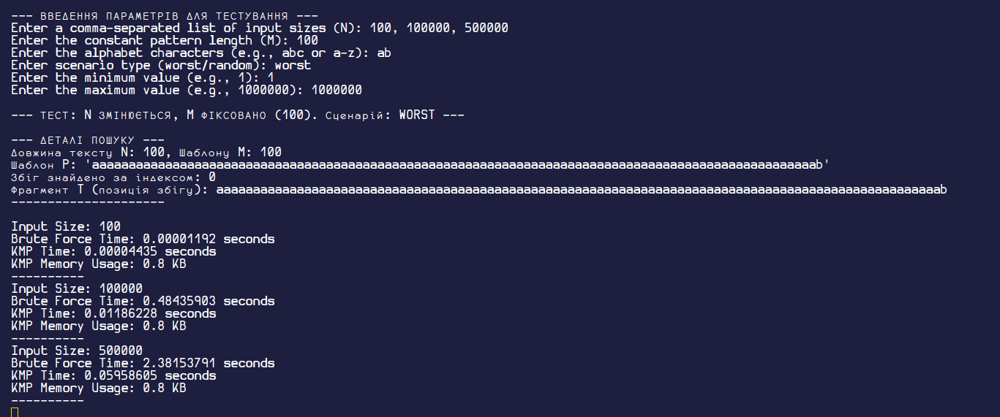 --- ВВЕДЕННЯ ПАРАМЕТРІВ ДЛЯ ТЕСТУВАННЯ ---
Enter a comma-separated list of input sizes (N): 100, 100000, 500000
Enter the constant pattern length (M): 100
Enter the alphabet characters (e.g., abc or a-z): ab
Enter scenario type (worst/random): worst
Enter the minimum value (e.g., 1): 1
Enter the maximum value (e.g., 1000000): 1000000
--- ТЕСТ: N ЗМІНЮЄТЬСЯ, M ФІКСОВАНО (100). Сценарій: WORST ---
--- ДЕТАЛІ ПОШУКУ ---
Довжина тексту N: 100, Шаблону M: 100
Шаблон P: 'aaaaaaaaaaaaaaaaaaaaaaaaaaaaaaaaaaaaaaaaaaaaaaaaaaaaaaaaaaaaaaaaaaaaaaaaaaaaaaaaaaaaaaaaaaaaaaaaaaab'
Збіг знайдено за індексом: 0
Фрагмент T (позиція збігу): aaaaaaaaaaaaaaaaaaaaaaaaaaaaaaaaaaaaaaaaaaaaaaaaaaaaaaaaaaaaaaaaaaaaaaaaaaaaaaaaaaaaaaaaaaaaaaaaaaab
---------------------
Input Size: 100
Brute Force Time: 0.00001192 seconds
KMP Time: 0.00004435 seconds
KMP Memory Usage: 0.8 KB
----------
Input Size: 100000
Brute Force Time: 0.48435903 seconds
KMP Time: 0.01186228 seconds
KMP Memory Usage: 0.8 KB
----------
Input Size: 500000
Brute Force Time: 2.38153791 seconds
KMP Time: 0.05958605 seconds
KMP Memory Usage: 0.8 KB
----------